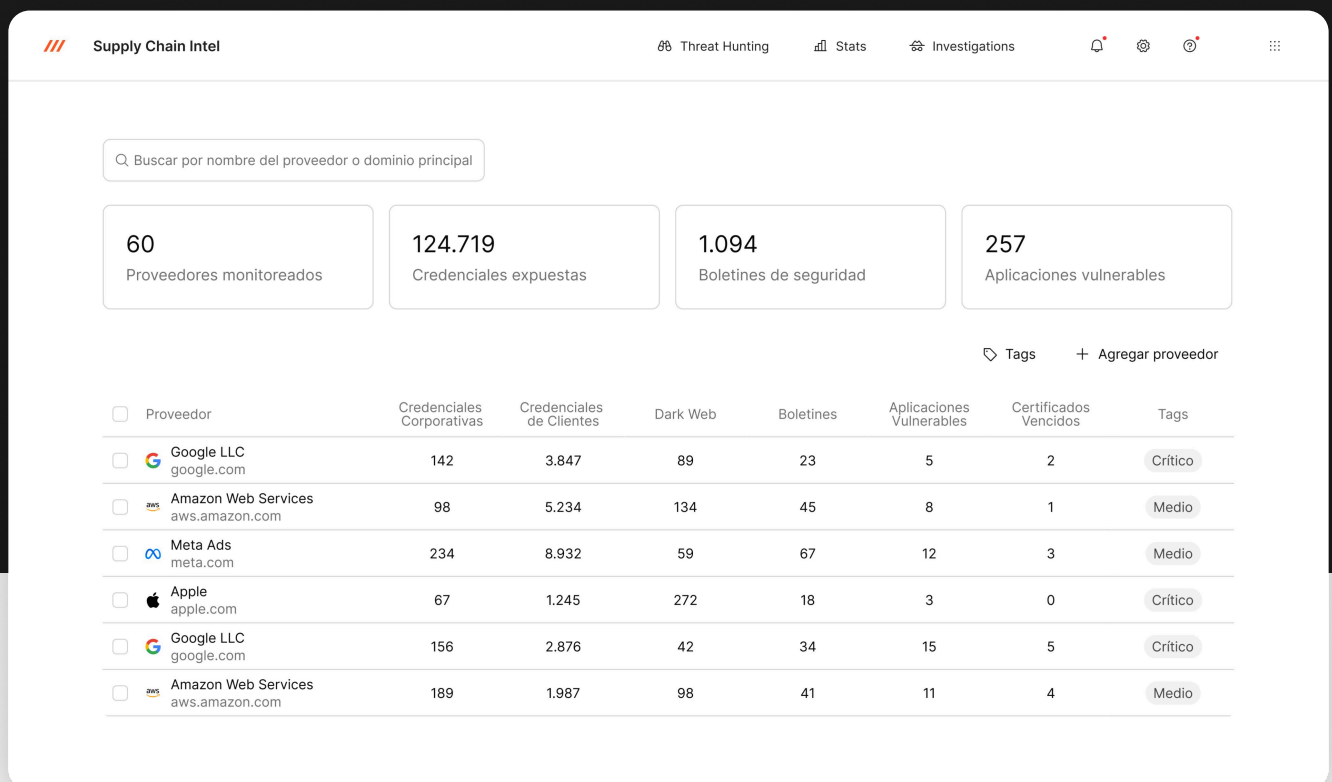 Supply Chain Intel
Threat Hunting
Stats
Investigations
Buscar por nombre del proveedor o dominio principal
60
Proveedores monitoreados
124.719
Credenciales expuestas
1.094
Boletines de seguridad
257
Aplicaciones vulnerables
Tags
Agregar proveedor
Proveedor
Credenciales
Corporativas
Credenciales
de Clientes
Dark Web
Boletines
Aplicaciones
Vulnerables
Certificados
Vencidos
Tags
Google LLC
google.com
142 3.847 89 23 5 2 Crítico
aws
Amazon Web Services
aws.amazon.com
98 5.234 134 45 8 1 Medio
Meta Ads
meta.com
234 8.932 59 67 12 3 Medio
Apple
apple.com
67 1.245 272 18 3 0 Crítico
Google LLC
google.com
156 2.876 42 34 15 5 Crítico
aws
Amazon Web Services
aws.amazon.com
189 1.987 98 41 11 4 Medio